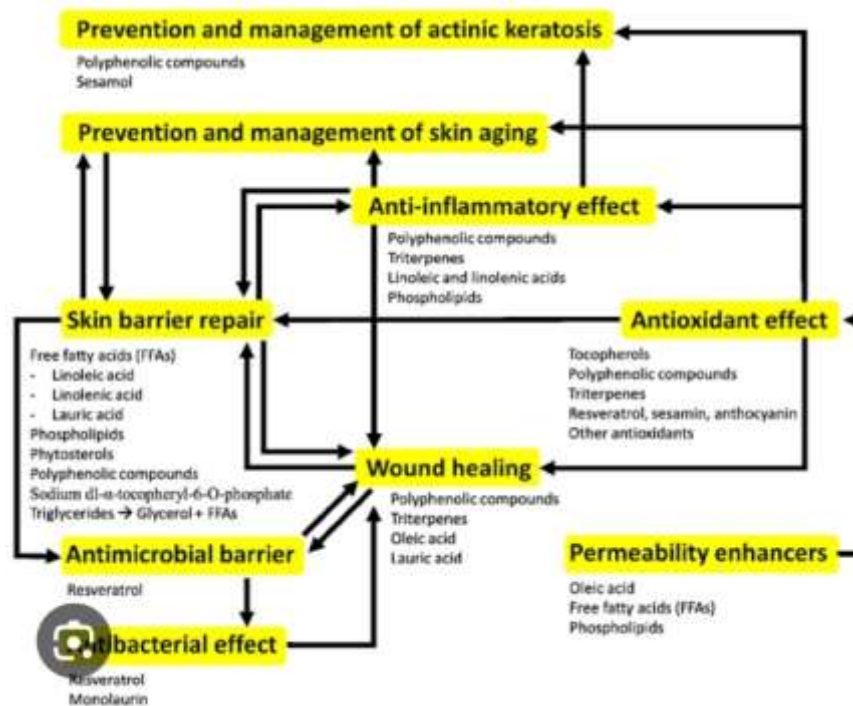 Prevention and management of actinic keratosis
Polyphenolic compounds
Sesamol
Prevention and management of skin aging
Anti-inflammatory effect
Polyphenolic compounds
Triterpenes
Linoleic and linolenic acids
Phospholipids
Skin barrier repair
Free fatty acids (FFAs)
- Linoleic acid
- Linolenic acid
- Lauric acid
Phospholipids
Phytosterols
Polyphenolic compounds
Sodium dl-α-tocopheryl-6-O-phosphate
Triglycerides → Glycerol + FFAs
Antioxidant effect
Tocopherols
Polyphenolic compounds
Triterpenes
Resveratrol, sesamin, anthocyanin
Other antioxidants
Wound healing
Polyphenolic compounds
Triterpenes
Oleic acid
Lauric acid
Antimicrobial barrier
Resveratrol
Permeability enhancers
Oleic acid
Free fatty acids (FFAs)
Phospholipids
effect
Resveratrol
Monolaurin